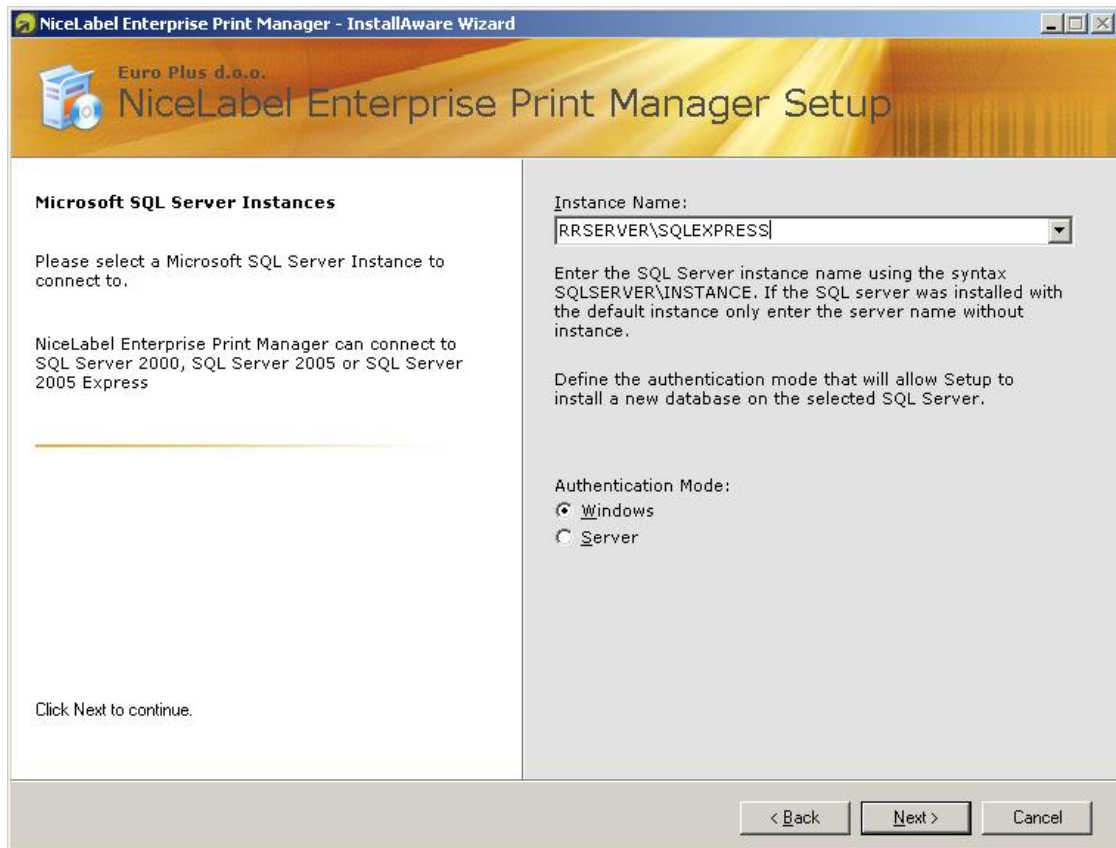 NiceLabel Enterprise Print Manager - InstallAware Wizard
Euro Plus d.o.o.
NiceLabel Enterprise Print Manager Setup
Microsoft SQL Server Instances
Please select a Microsoft SQL Server Instance to
connect to.
NiceLabel Enterprise Print Manager can connect to
SQL Server 2000, SQL Server 2005 or SQL Server
2005 Express
Click Next to continue.
Instance Name:
RRSERVER\SQLEXPRESS
Enter the SQL Server instance name using the syntax
SQLSERVER\INSTANCE. If the SQL server was installed with
the default instance only enter the server name without
instance.
Define the authentication mode that will allow Setup to
install a new database on the selected SQL Server.
Authentication Mode:
Windows
Server
< Back
Next >
Cancel